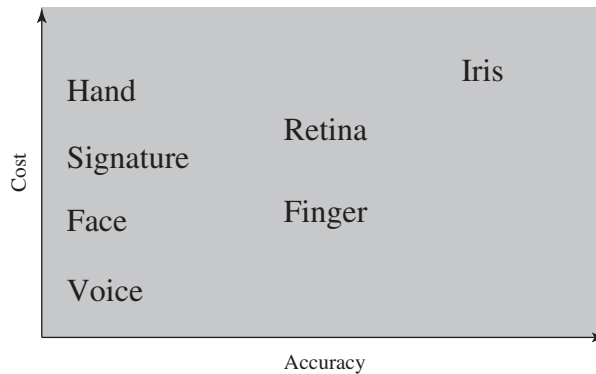 Cost
Hand
Signature
Face
Voice
Retina
Finger
Iris
Accuracy